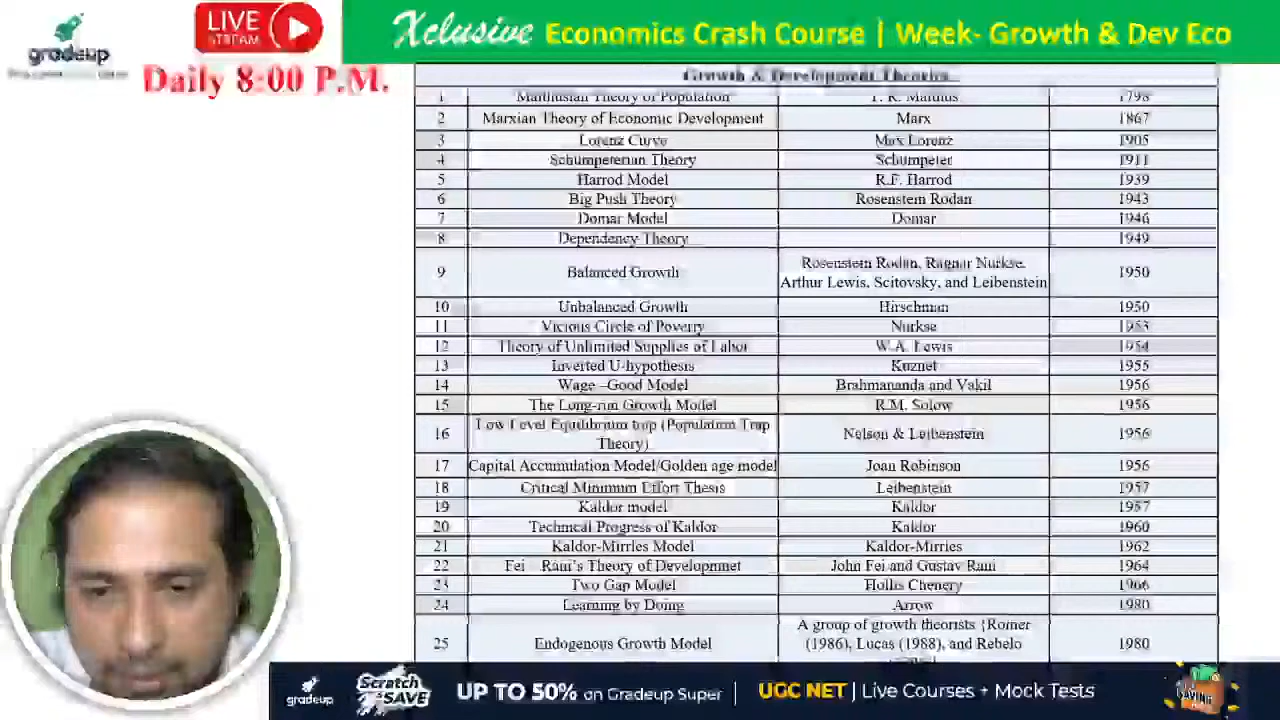 gradeup
LIVE
STREAM
Daily 8:00 P.M.
Xclusive Economics Crash Course | Week- Growth & Dev Eco
Growth & Development Theories
1 Malthusian Theory of Population T. R. Malthus 1798
2 Marxian Theory of Economic Development Marx 1867
3 Lorenz Curve Max Lorenz 1905
4 Schumpeterian Theory Schumpeter 1911
5 Harrod Model R.F. Harrod 1939
6 Big Push Theory Rosenstein Rodan 1943
7 Domar Model Domar 1946
8 Dependency Theory 1949
9 Balanced Growth Rosenstein Rodan, Ragnar Nurkse,
Arthur Lewis, Scitovsky, and Leibenstein 1950
10 Unbalanced Growth Hirschman 1950
11 Vicious Circle of Poverty Nurkse 1953
12 Theory of Unlimited Supplies of Labor W.A. Lewis 1954
13 Inverted U-hypothesis Kuznet 1955
14 Wage –Good Model Brahmananda and Vakil 1956
15 The Long-run Growth Model R.M. Solow 1956
16 Low Level Equilibrium trap (Population Trap
Theory) Nelson & Leibenstein 1956
17 Capital Accumulation Model/Golden age model Joan Robinson 1956
18 Critical Minimum Effort Thesis Leibenstein 1957
19 Kaldor model Kaldor 1957
20 Technical Progress of Kaldor Kaldor 1960
21 Kaldor-Mirrles Model Kaldor-Mirrles 1962
22 Fei – Rani's Theory of Developmnet John Fei and Gustav Rani 1964
23 Two Gap Model Hollis Chenery 1966
24 Learning by Doing Arrow 1980
25 Endogenous Growth Model A group of growth theorists {Romer
(1986), Lucas (1988), and Rebelo 1980
gradeup Scratch & SAVE UP TO 50% on Gradeup Super | UGC NET | Live Courses + Mock Tests